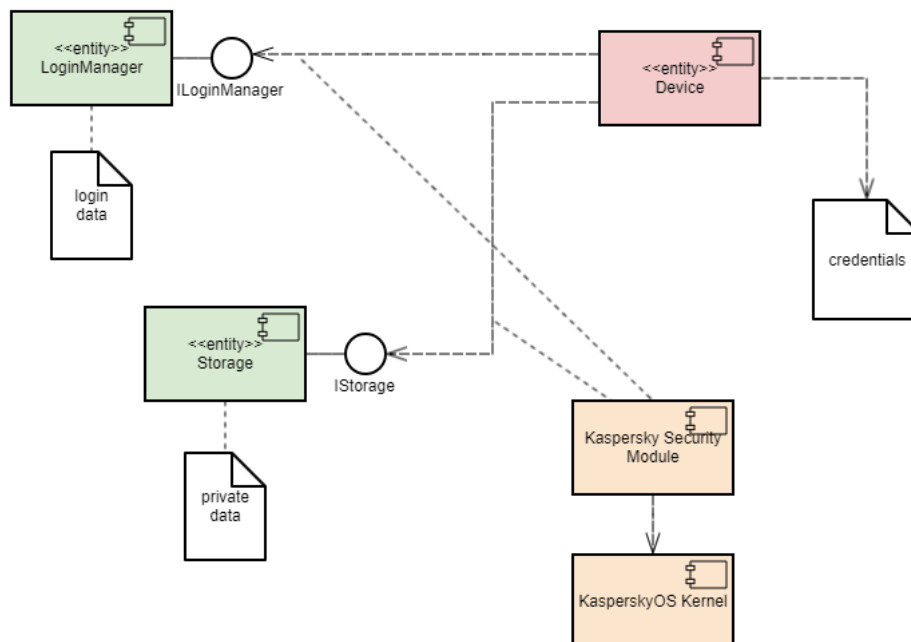 <<entity>>
LoginManager
ILoginManager
<<entity>>
Device
login
data
credentials
<<entity>>
Storage
IStorage
private
data
Kaspersky Security
Module
KasperskyOS Kernel